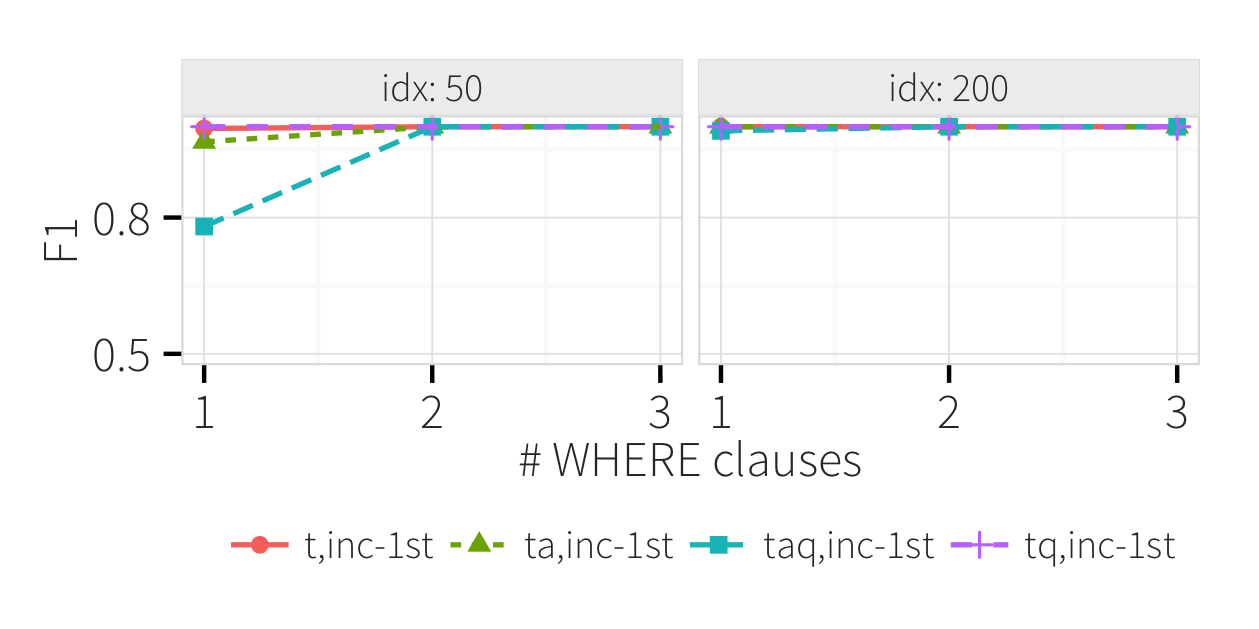 idx: 50 idx: 200
F1
0.8
0.5
1 2 3 1 2 3
# WHERE clauses
t,inc-1st ta,inc-1st taq,inc-1st tq,inc-1st